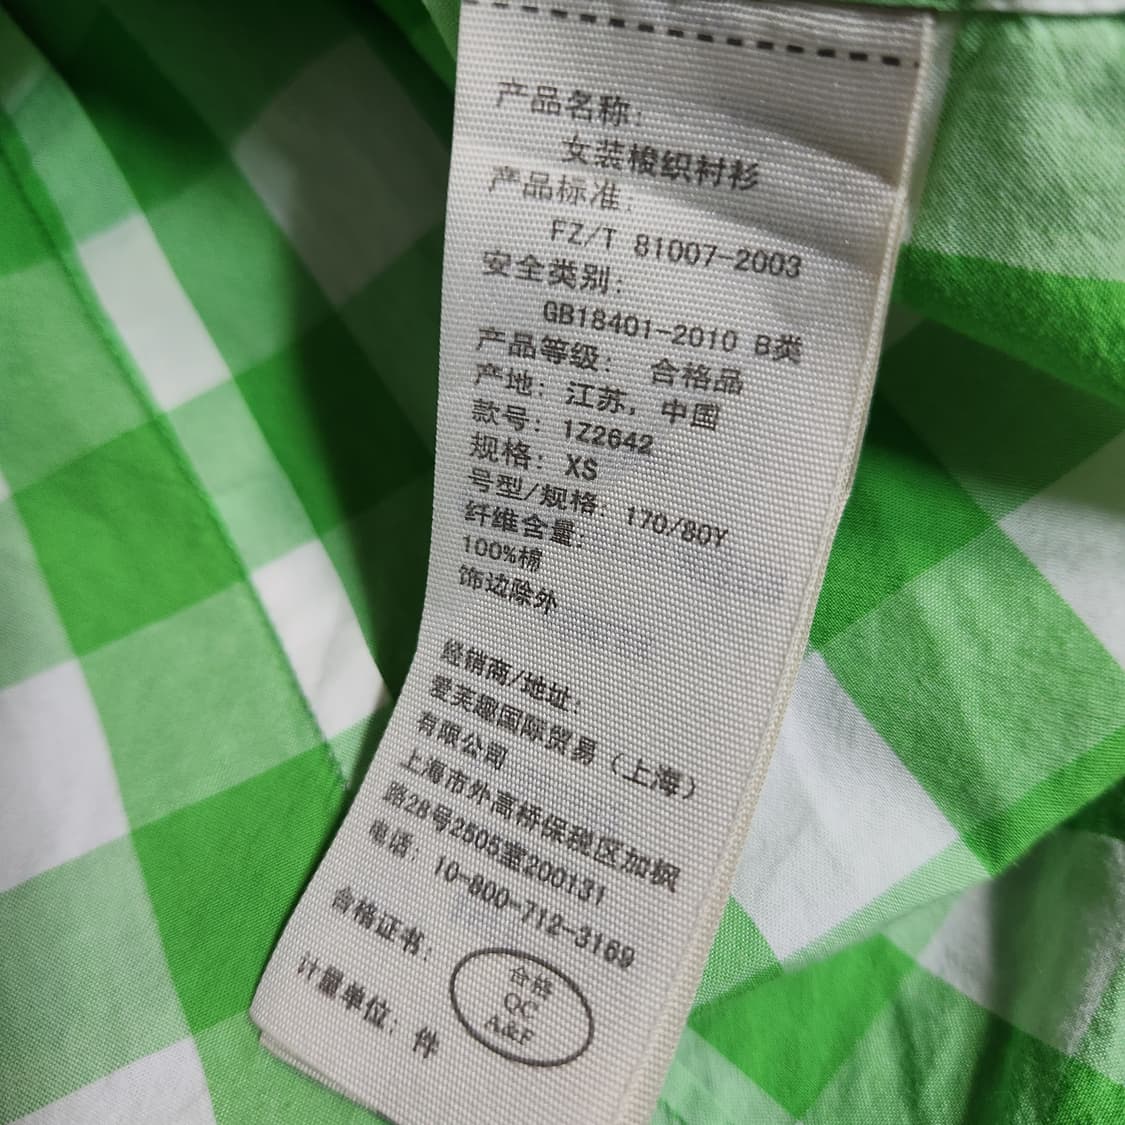 产品名称:
女装梭织衬衫
产品标准:
FZ/T 81007-2003
安全类别:
GB18401-2010 B类
产品等级: 合格品
产地: 江苏, 中国
款号: 1Z2642
规格: XS
号型/规格: 170/80Y
纤维含量:
100%棉
饰边除外
经销商/地址:
爱芙趣国际贸易（上海）
有限公司
上海市外高桥保税区加枫
路28号2505室200131
电话: 10-800-712-3169
合格证书:
合格
QC
A&F
计量单位: 件